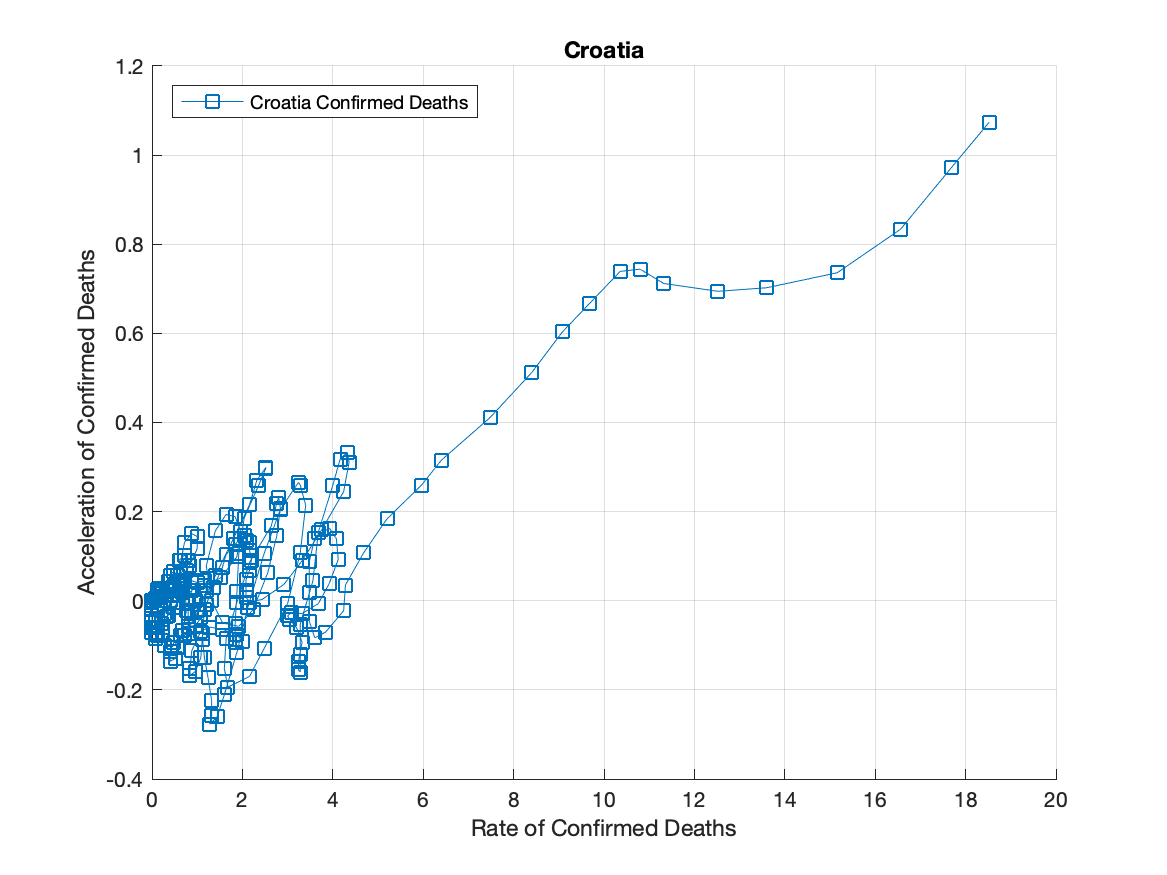 Croatia
Croatia Confirmed Deaths
1.2
1
0.8
0.6
0.4
0.2
0
-0.2
-0.4
Acceleration of Confirmed Deaths
0 2 4 6 8 10 12 14 16 18 20
Rate of Confirmed Deaths